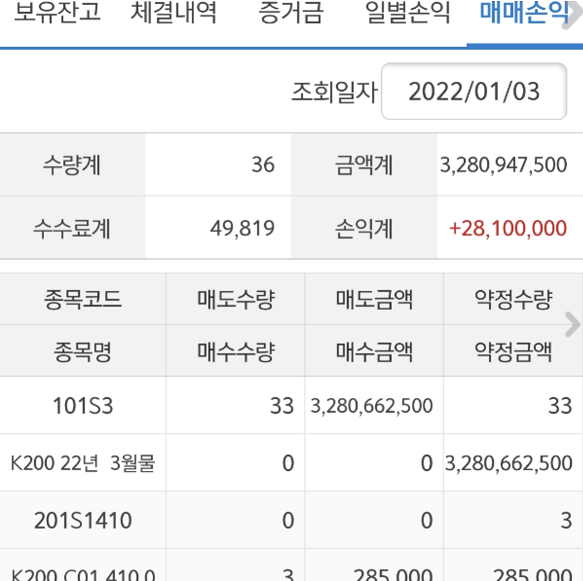 보유잔고 체결내역 증거금 일별손익 매매손익
조회일자 2022/01/03
수량계 36 금액계 3,280,947,500
수수료계 49,819 손익계 +28,100,000
종목코드 매도수량 매도금액 약정수량
종목명 매수수량 매수금액 약정금액
101S3 33 3,280,662,500 33
K200 22년 3월물 0 0 3,280,662,500
201S1410 0 0 3
K200 C01 410.0 3 285,000 285,000